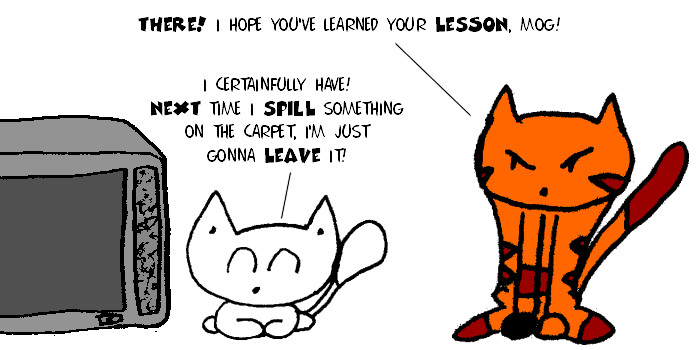 THERE! I HOPE YOU'VE LEARNED YOUR LESSON, MOG!
I CERTAINFULLY HAVE!
NEXT TIME I SPILL SOMETHING
ON THE CARPET, I'M JUST
GONNA LEAVE IT!